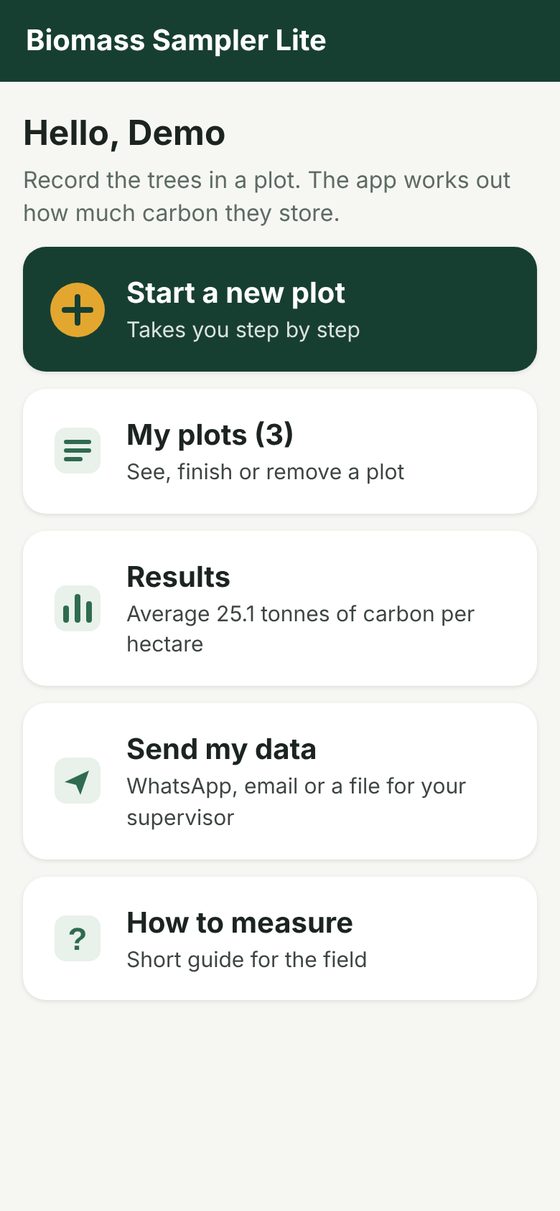 Biomass Sampler Lite
Hello, Demo
Record the trees in a plot. The app works out
how much carbon they store.
Start a new plot
Takes you step by step
My plots (3)
See, finish or remove a plot
Results
Average 25.1 tonnes of carbon per
hectare
Send my data
WhatsApp, email or a file for your
supervisor
?
How to measure
Short guide for the field